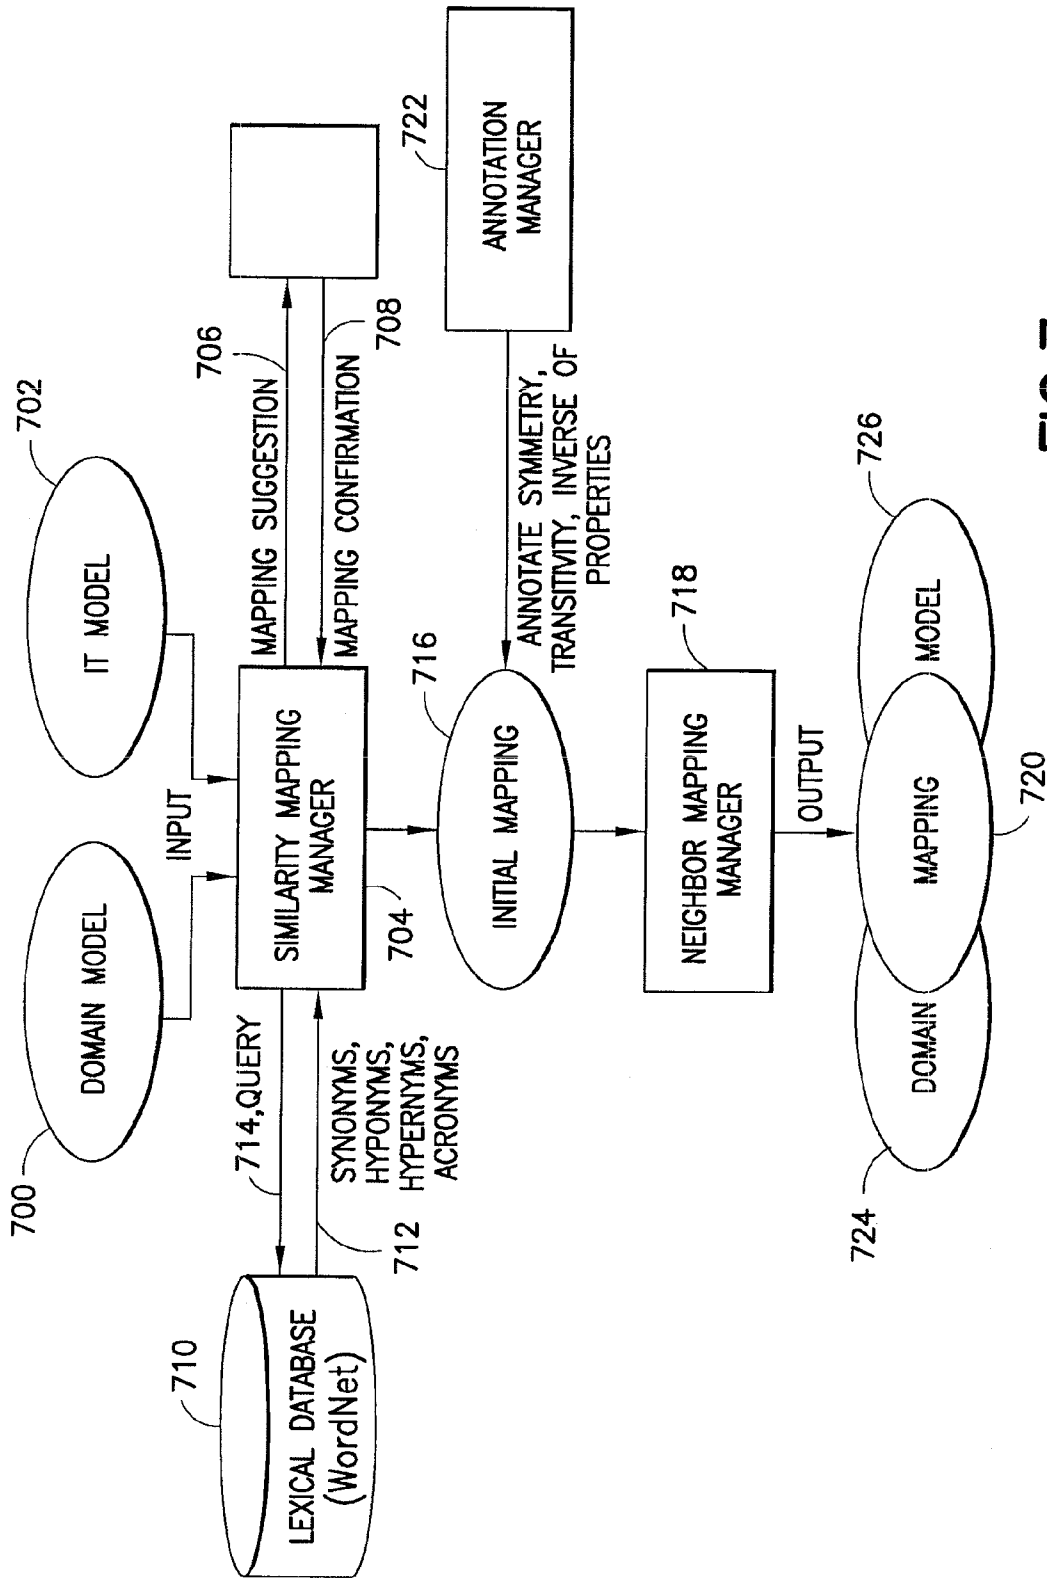 700
DOMAIN MODEL
702
IT MODEL
INPUT
710
LEXICAL DATABASE
(WordNet)
714,QUERY
712
SYNONYMS,
HYPONYMS,
HYPERNYMS,
ACRONYMS
SIMILARITY MAPPING
MANAGER
704
MAPPING SUGGESTION
706
MAPPING CONFIRMATION
708
716
INITIAL MAPPING
722
ANNOTATION
MANAGER
ANNOTATE SYMMETRY,
TRANSITIVITY, INVERSE OF
PROPERTIES
718
NEIGHBOR MAPPING
MANAGER
OUTPUT
724
DOMAIN
MAPPING
720
MODEL
726